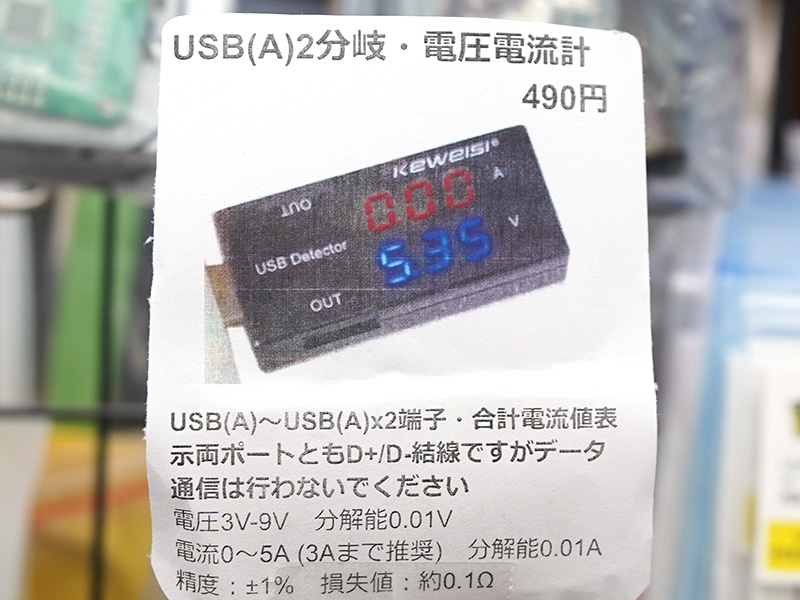 USB(A)2分岐・電圧電流計
490円
Keweisi
OUT
0.00 A
USB Detector
5.35 V
OUT
USB(A)～USB(A)x2端子・合計電流値表
示両ポートともD+/D-結線ですがデータ
通信は行わないでください
電圧3V-9V 分解能0.01V
電流0～5A (3Aまで推奨) 分解能0.01A
精度：±1% 損失値：約0.1Ω